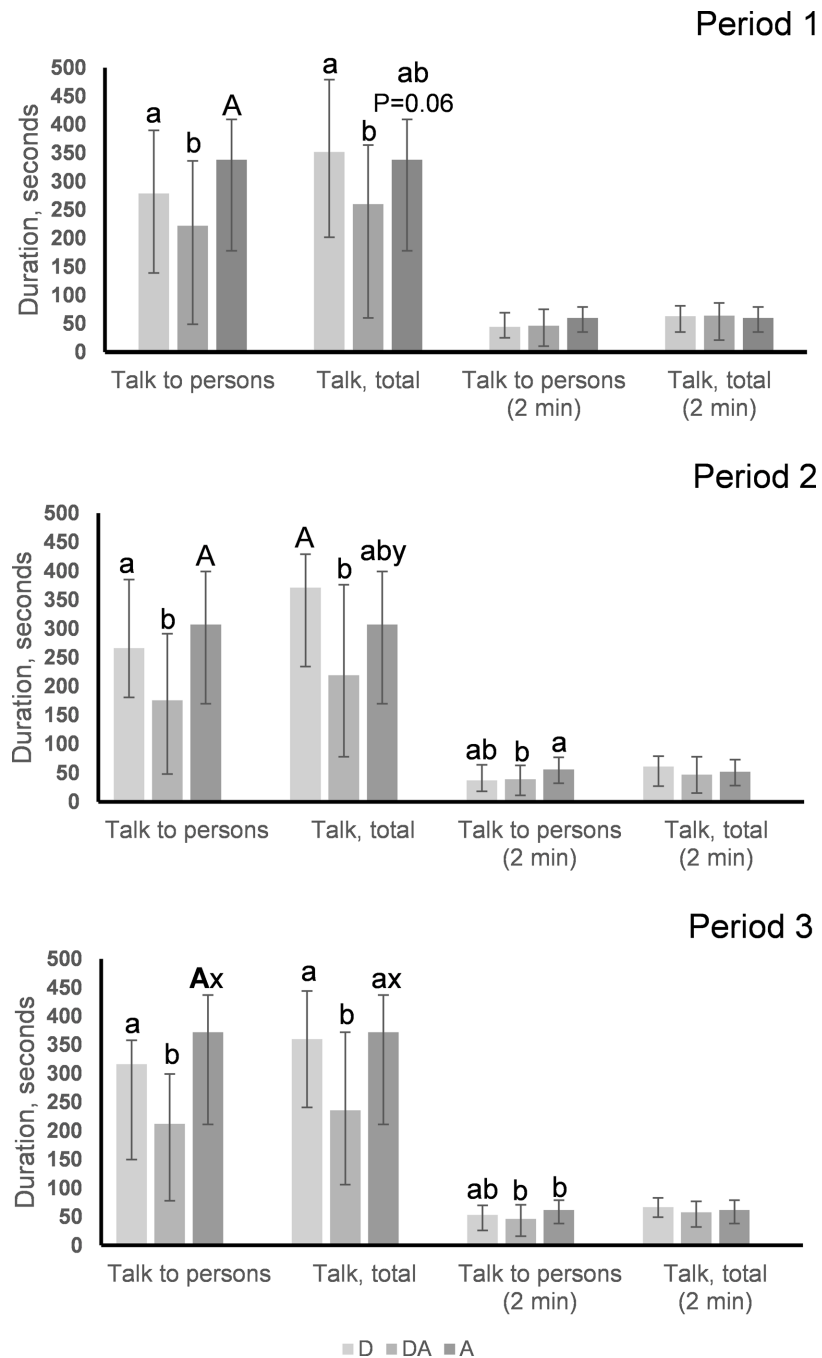 Period 1
Duration, seconds
500
450
400
350
300
250
200
150
100
50
0
a
b
A
a
b
ab
P=0.06
Talk to persons
Talk, total
Talk to persons
(2 min)
Talk, total
(2 min)
Period 2
Duration, seconds
500
450
400
350
300
250
200
150
100
50
0
a
b
A
A
b
aby
ab
b
a
Talk to persons
Talk, total
Talk to persons
(2 min)
Talk, total
(2 min)
Period 3
Duration, seconds
500
450
400
350
300
250
200
150
100
50
0
a
b
Ax
a
b
ax
ab
b
b
Talk to persons
Talk, total
Talk to persons
(2 min)
Talk, total
(2 min)
D DA A